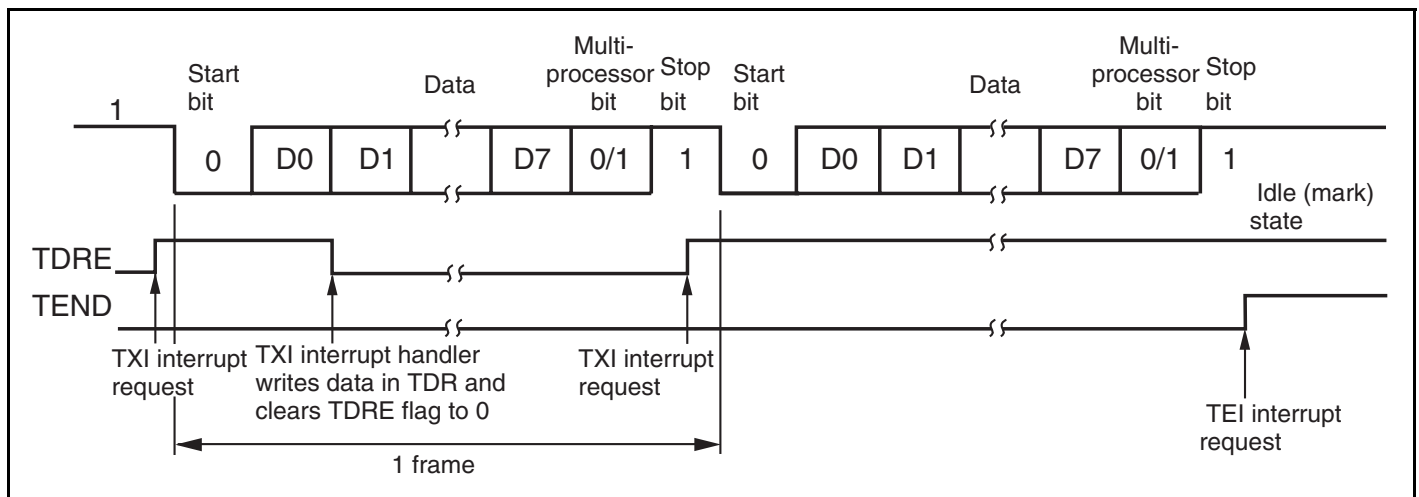 Multi-
processor
bit
Multi-
processor
bit
Start
bit
Data
Stop
bit
Start
bit
Data
Stop
bit
1
0 D0 D1 D7 0/1 1 0 D0 D1 D7 0/1 1
Idle (mark)
state
TDRE
TEND
TXI interrupt
request
TXI interrupt handler
writes data in TDR and
clears TDRE flag to 0
TXI interrupt
request
TEI interrupt
request
1 frame